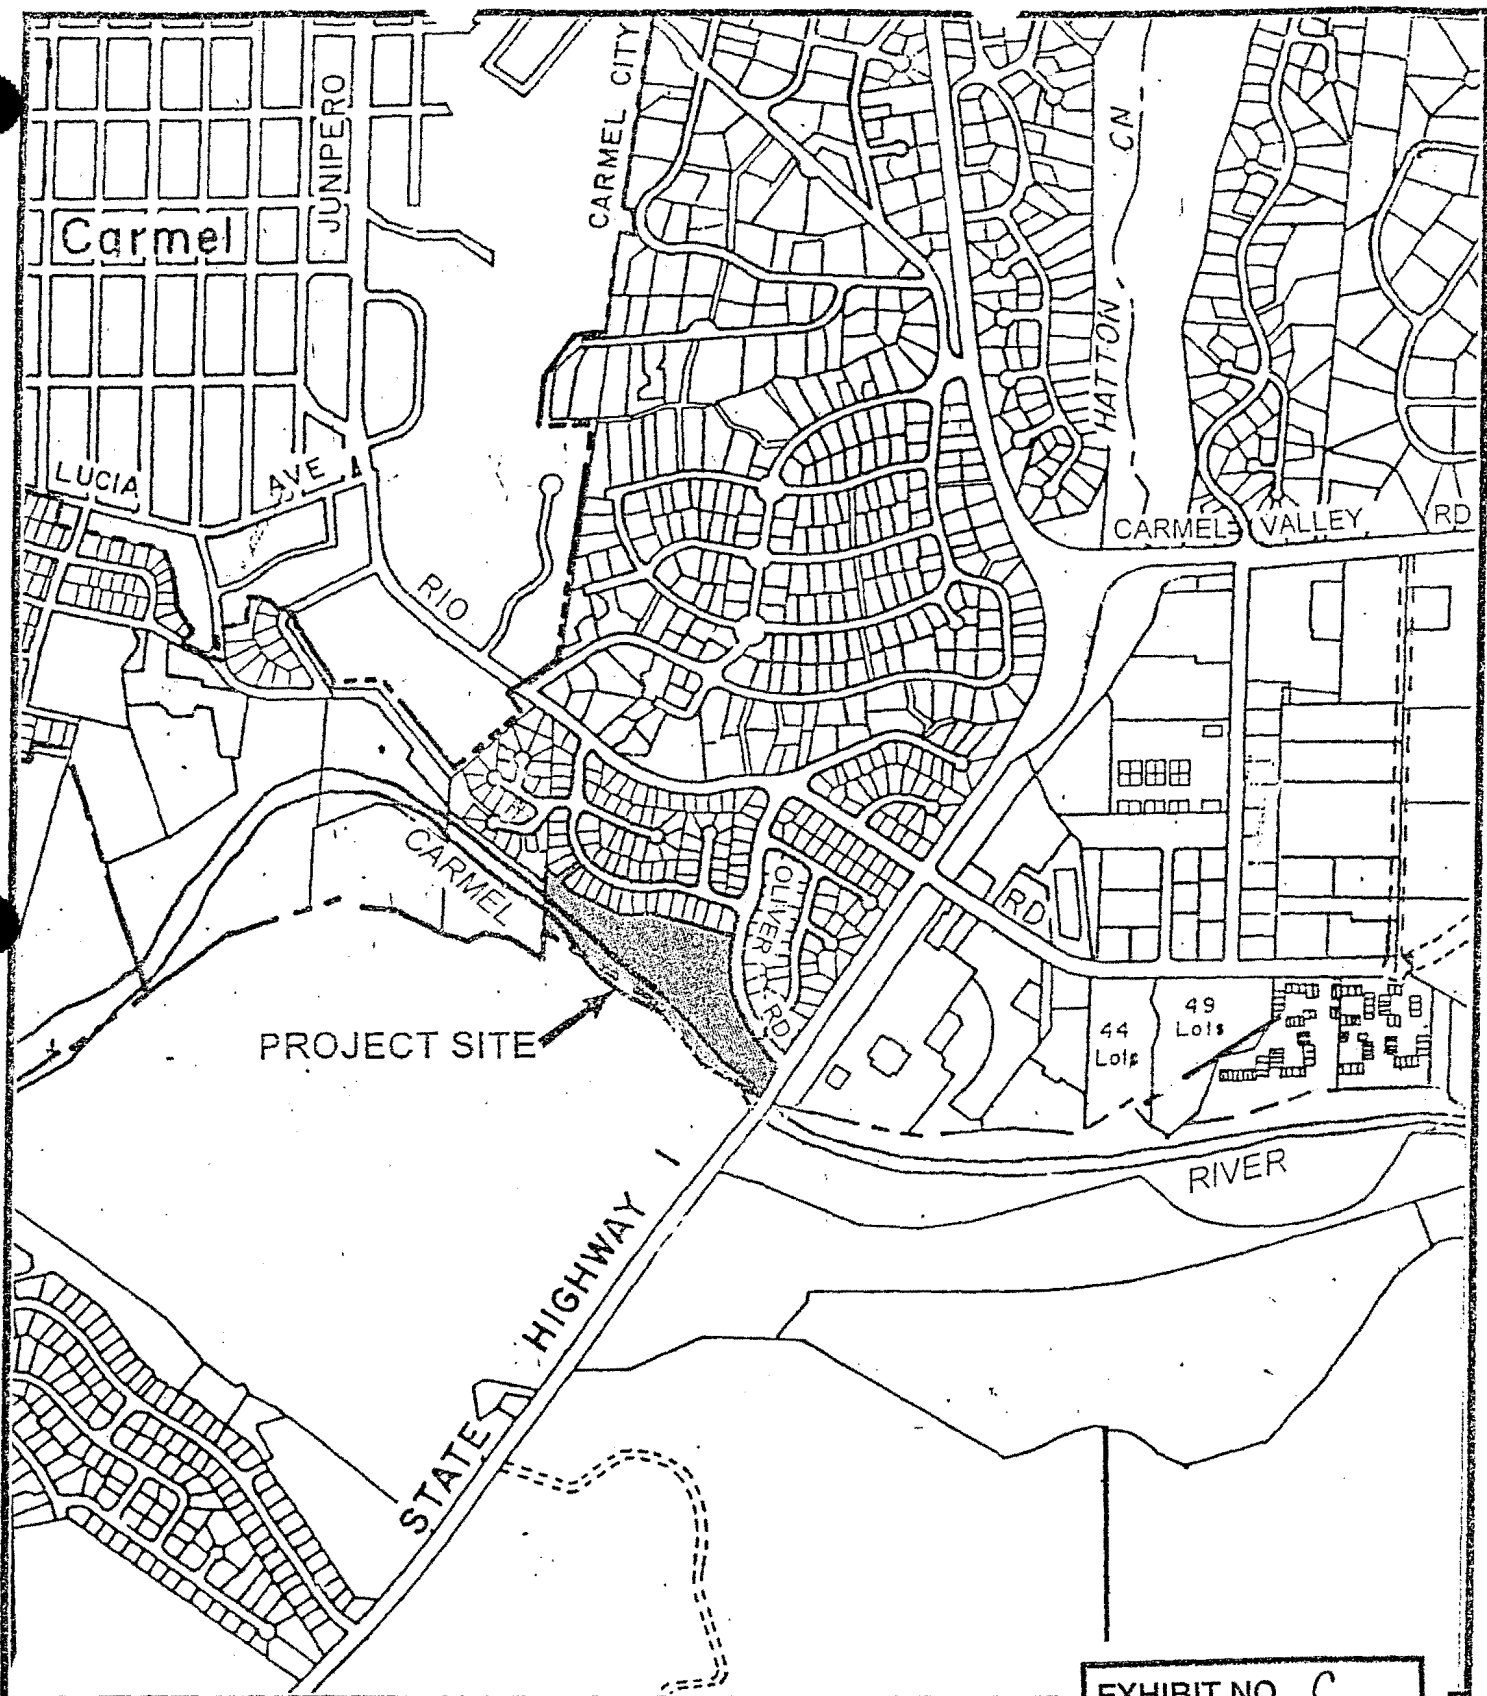 JUNIPERO
CARMEL CITY
Carmel
CN
HATTON
LUCIA AVE
CARMEL VALLEY RD
RIO
CARMEL
OLIVER RD
RD
PROJECT SITE
44
Lots
49
Lots
RIVER
STATE HIGHWAY 1
EXHIBIT NO. C